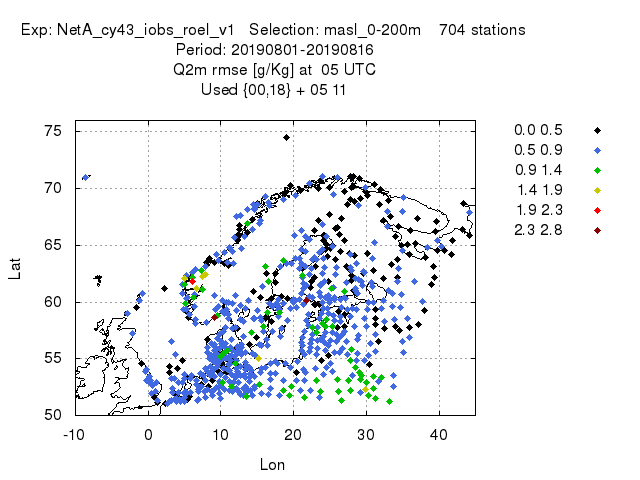 Exp: NetA_cy43_iobs_roel_v1 Selection: masl_0-200m 704 stations
Period: 20190801-20190816
Q2m rmse [g/Kg] at 05 UTC
Used {00,18} + 05 11
75
70
65
60
55
50
-10 0 10 20 30 40
Lat
Lon
0.0 0.5
0.5 0.9
0.9 1.4
1.4 1.9
1.9 2.3
2.3 2.8